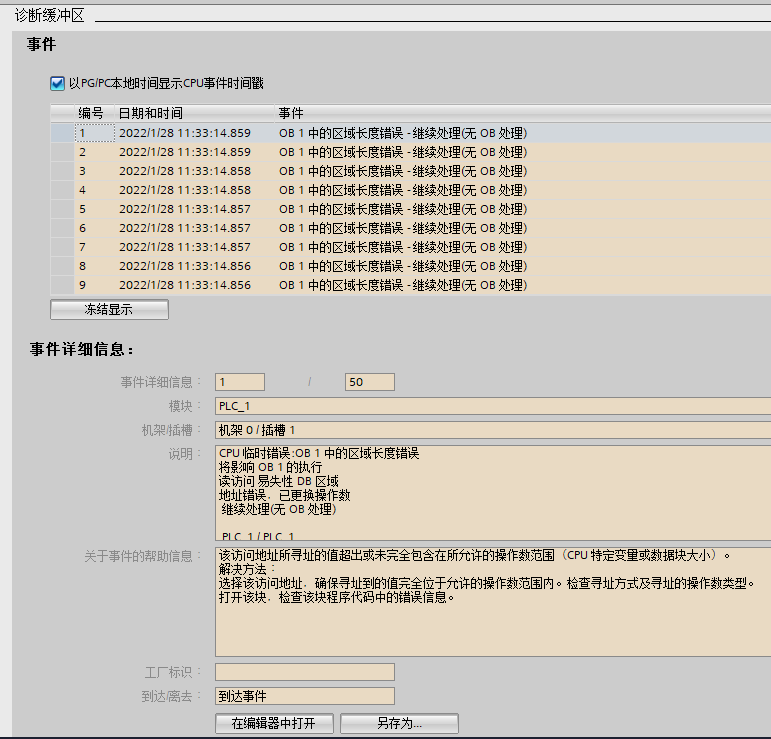 诊断缓冲区
事件
以PG/PC本地时间显示CPU事件时间戳
编号 日期和时间 事件
1 2022/1/28 11:33:14.859 OB 1 中的区域长度错误 - 继续处理(无 OB 处理)
2 2022/1/28 11:33:14.859 OB 1 中的区域长度错误 - 继续处理(无 OB 处理)
3 2022/1/28 11:33:14.858 OB 1 中的区域长度错误 - 继续处理(无 OB 处理)
4 2022/1/28 11:33:14.858 OB 1 中的区域长度错误 - 继续处理(无 OB 处理)
5 2022/1/28 11:33:14.857 OB 1 中的区域长度错误 - 继续处理(无 OB 处理)
6 2022/1/28 11:33:14.857 OB 1 中的区域长度错误 - 继续处理(无 OB 处理)
7 2022/1/28 11:33:14.857 OB 1 中的区域长度错误 - 继续处理(无 OB 处理)
8 2022/1/28 11:33:14.856 OB 1 中的区域长度错误 - 继续处理(无 OB 处理)
9 2022/1/28 11:33:14.856 OB 1 中的区域长度错误 - 继续处理(无 OB 处理)
冻结显示
事件详细信息：
事件详细信息： 1 / 50
模块： PLC_1
机架/插槽： 机架 0 / 插槽 1
说明： CPU 临时错误:OB 1 中的区域长度错误
将影响 OB 1 的执行
读访问 易失性 DB 区域
地址错误，已更换操作数
继续处理(无 OB 处理)
PLC_1 / PLC_1
关于事件的帮助信息： 该访问地址所寻址的值超出或未完全包含在所允许的操作数范围（CPU 特定变量或数据块大小）。
解决方法：
选择该访问地址，确保寻址到的值完全位于允许的操作数范围内。检查寻址方式及寻址的操作数类型。
打开该块，检查该块程序代码中的错误信息。
工厂标识：
到达/离去： 到达事件
在编辑器中打开 另存为...